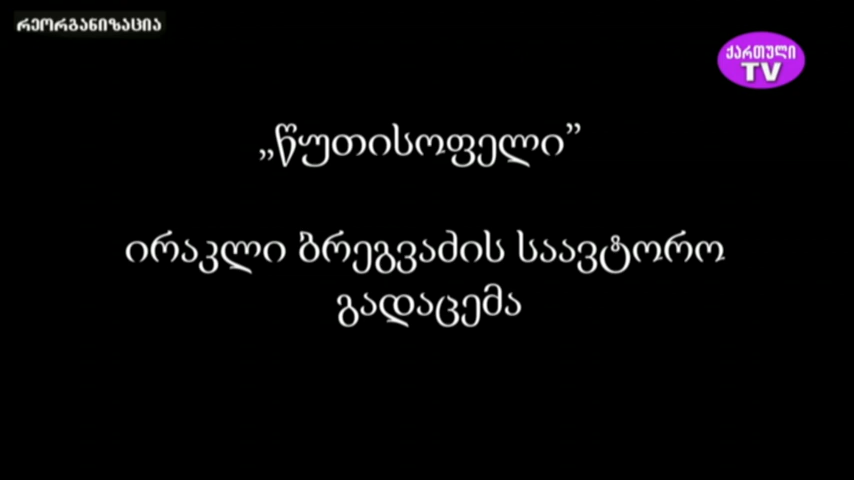 რეორგანიზაცია
ქართული
TV
„წუთისოფელი”
ირაკლი ბრეგვაძის საავტორო
გადაცემა